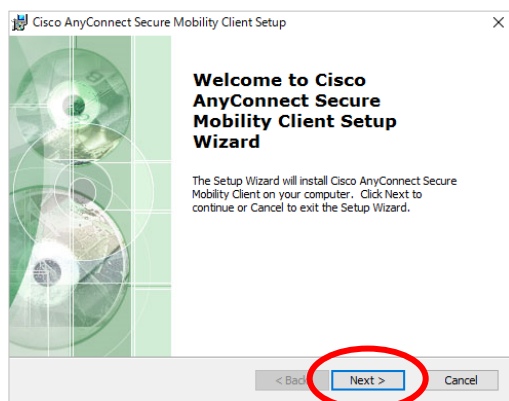 Cisco AnyConnect Secure Mobility Client Setup
Welcome to Cisco
AnyConnect Secure
Mobility Client Setup
Wizard
The Setup Wizard will install Cisco AnyConnect Secure
Mobility Client on your computer. Click Next to
continue or Cancel to exit the Setup Wizard.
< Back Next > Cancel